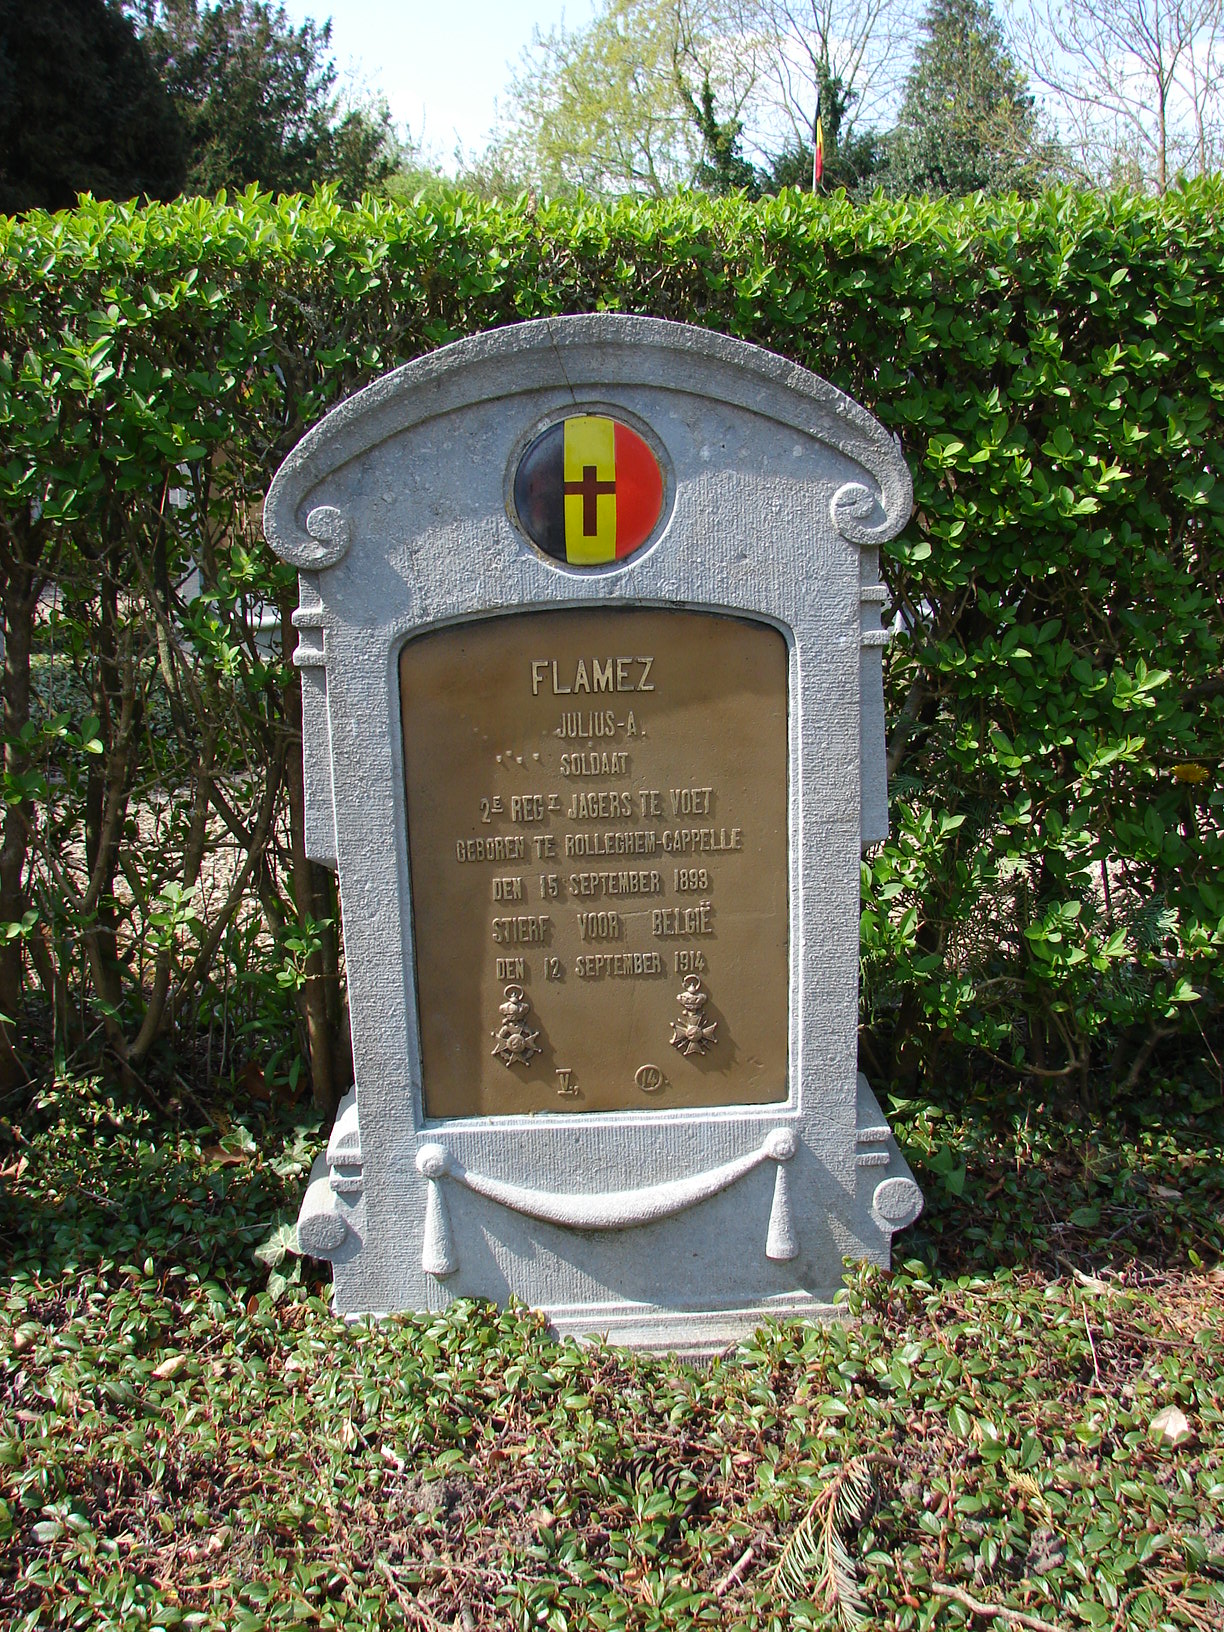 FLAMEZ
JULIUS-A.
SOLDAAT
2E REGT JAGERS TE VOET
GEBOREN TE ROLLEGHEM-CAPPELLE
DEN 15 SEPTEMBER 1893
STIERF VOOR BELGIË
DEN 12 SEPTEMBER 1914
V, 14